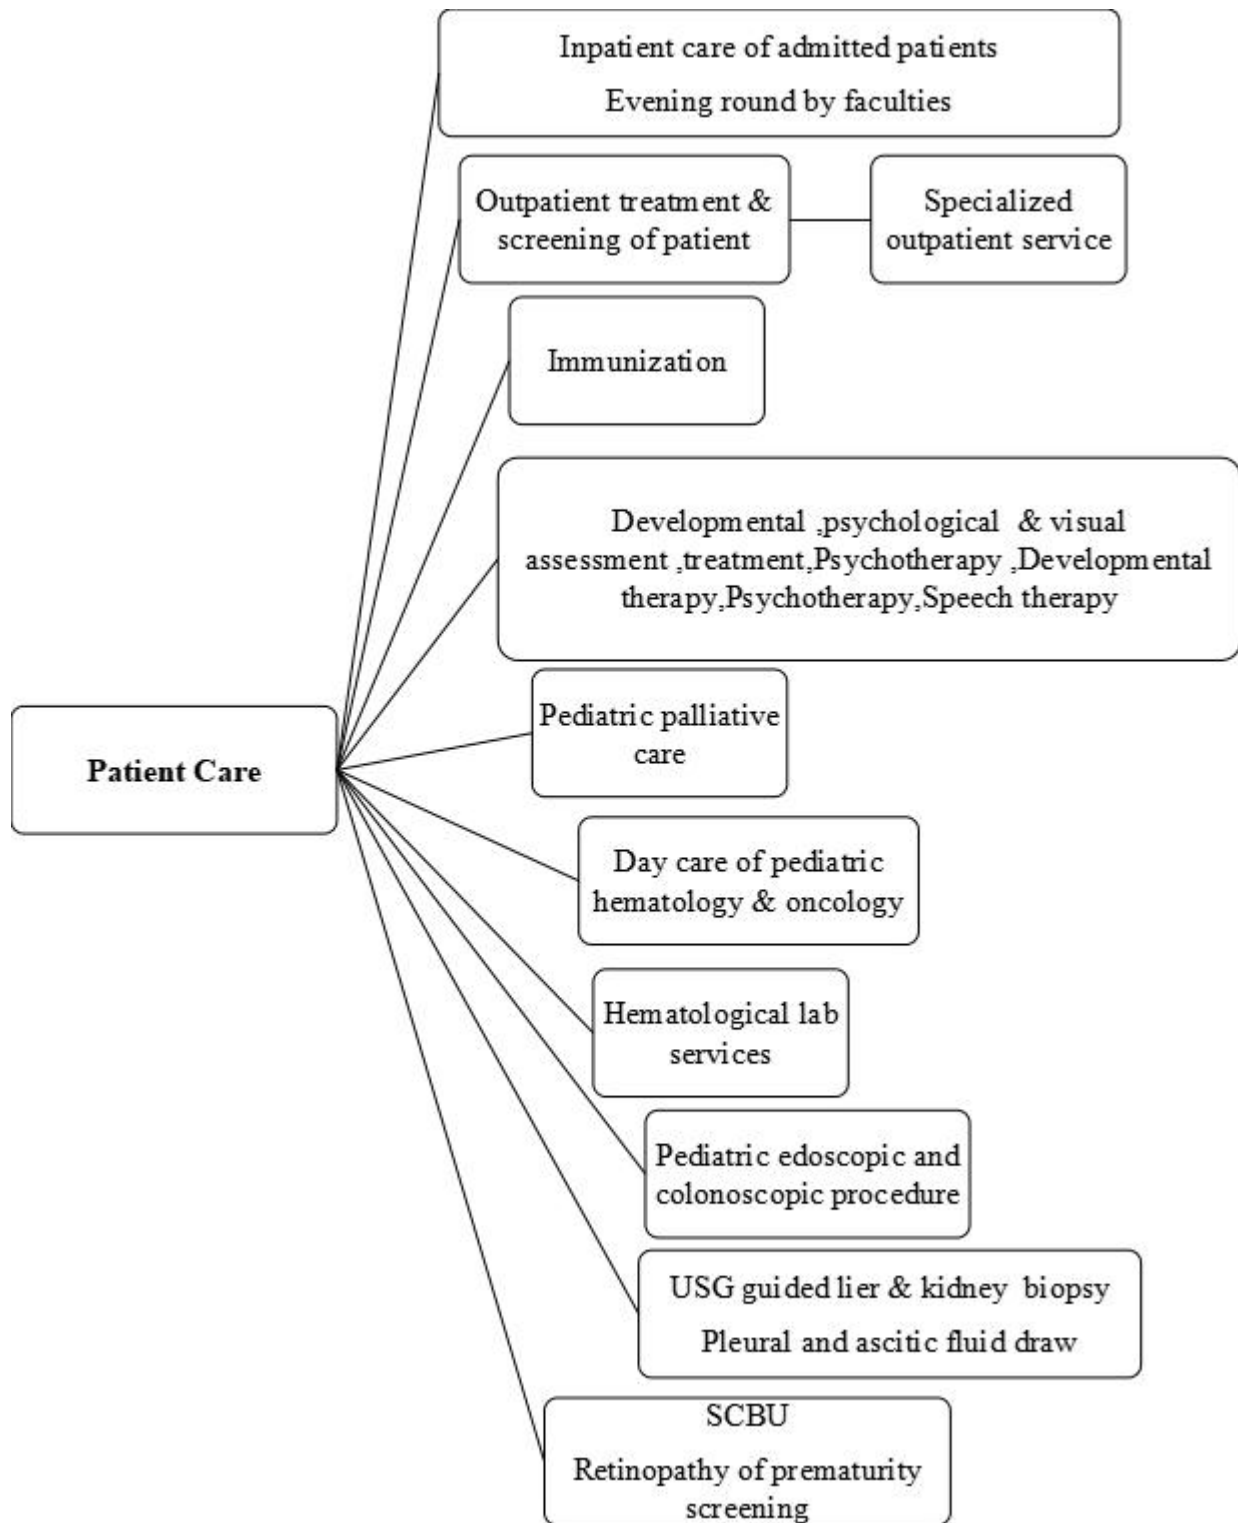 Inpatient care of admitted patients
Evening round by faculties
Outpatient treatment &
screening of patient
Specialized
outpatient service
Immunization
Developmental ,psychological & visual
assessment ,treatment,Psychotherapy ,Developmental
therapy,Psychotherapy,Speech therapy
Pediatric palliative
care
Patient Care
Day care of pediatric
hematology & oncology
Hematological lab
services
Pediatric edoscopic and
colonoscopic procedure
USG guided lier & kidney biopsy
Pleural and ascitic fluid draw
SCBU
Retinopathy of prematurity
screening